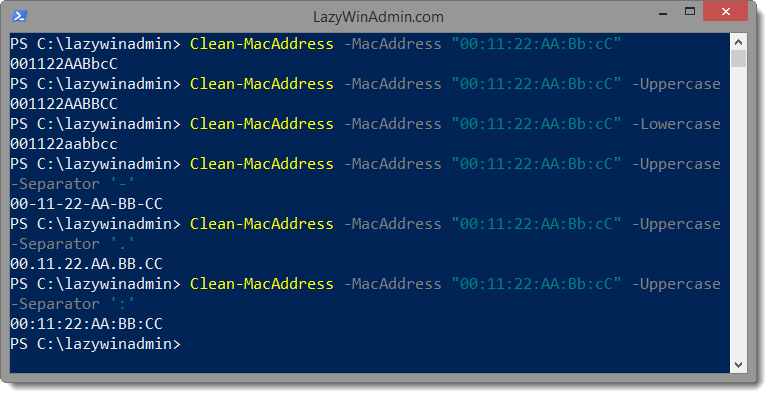 LazyWinAdmin.com
PS C:\lazywinadmin> Clean-MacAddress -MacAddress "00:11:22:AA:Bb:cC"
001122AABbcC
PS C:\lazywinadmin> Clean-MacAddress -MacAddress "00:11:22:AA:Bb:cC" -Uppercase
001122AABBCC
PS C:\lazywinadmin> Clean-MacAddress -MacAddress "00:11:22:AA:Bb:cC" -Lowercase
001122aabbcc
PS C:\lazywinadmin> Clean-MacAddress -MacAddress "00:11:22:AA:Bb:cC" -Uppercase
-Separator '-'
00-11-22-AA-BB-CC
PS C:\lazywinadmin> Clean-MacAddress -MacAddress "00:11:22:AA:Bb:cC" -Uppercase
-Separator '.'
00.11.22.AA.BB.CC
PS C:\lazywinadmin> Clean-MacAddress -MacAddress "00:11:22:AA:Bb:cC" -Uppercase
-Separator ':'
00:11:22:AA:BB:CC
PS C:\lazywinadmin>